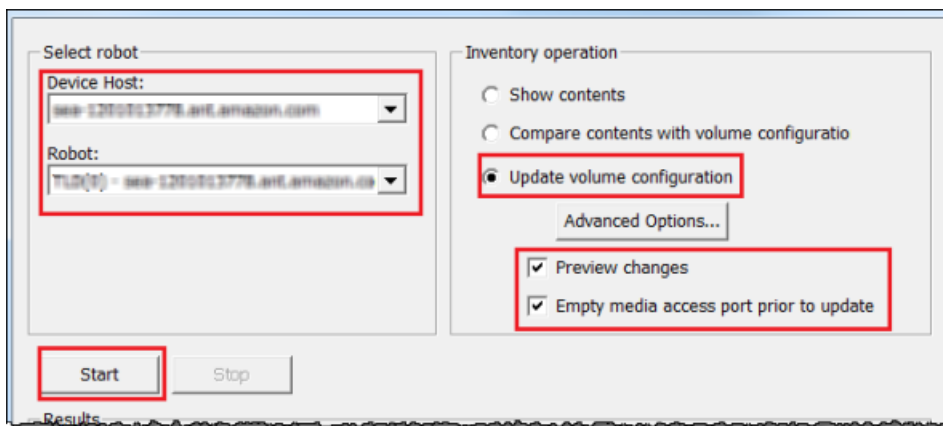 Select robot
Device Host:
Robot:
Inventory operation
Show contents
Compare contents with volume configuratio
Update volume configuration
Advanced Options...
Preview changes
Empty media access port prior to update
Start
Stop
Results